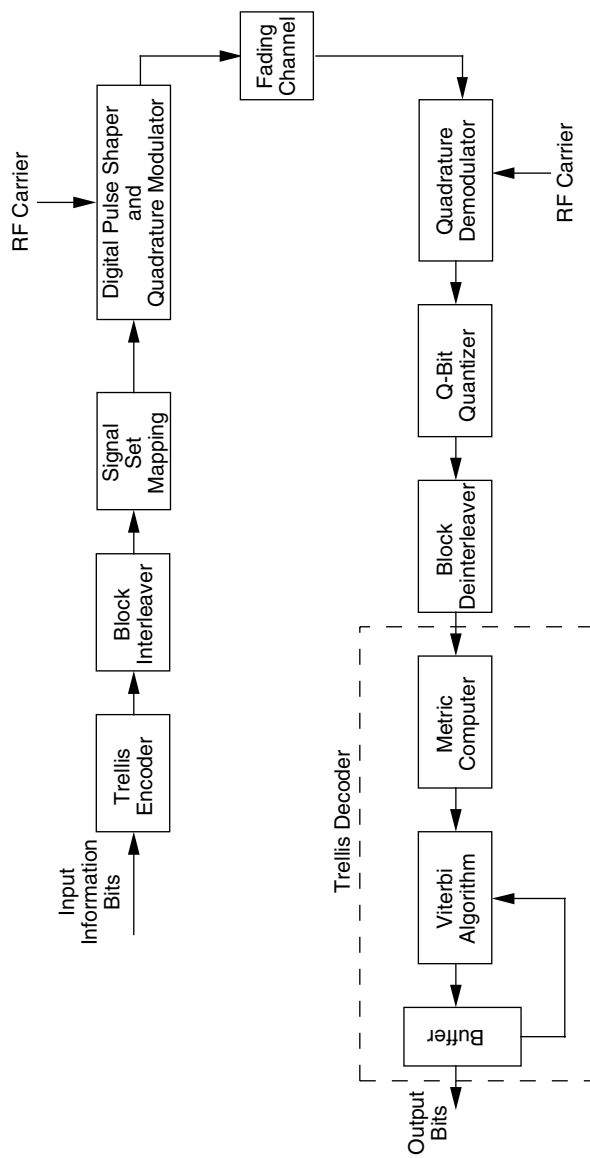 Input
Information
Bits
Trellis
Encoder
Block
Interleaver
Signal
Set
Mapping
RF Carrier
Digital Pulse Shaper
and
Quadrature Modulator
Fading
Channel
Quadrature
Demodulator
RF Carrier
Q-Bit
Quantizer
Block
Deinterleaver
Trellis Decoder
Metric
Computer
Viterbi
Algorithm
Buffer
Output
Bits